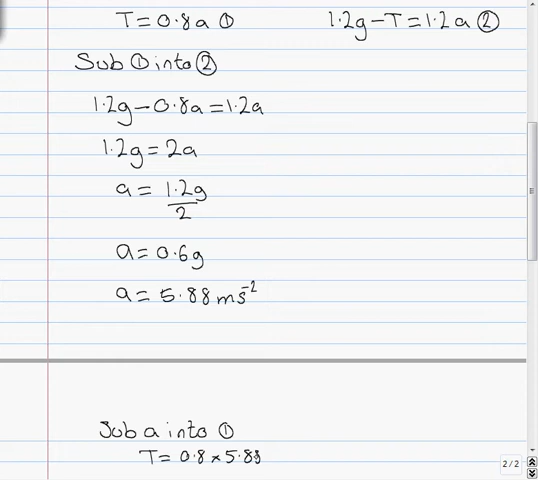 T = 0.8a ① 1.2g - T = 1.2a ②
Sub ① into ②
1.2g - 0.8a = 1.2a
1.2g = 2a
a = 1.2g
2
a = 0.6g
a = 5.88 ms⁻²
Sub a into ①
T = 0.8 × 5.88
2/2